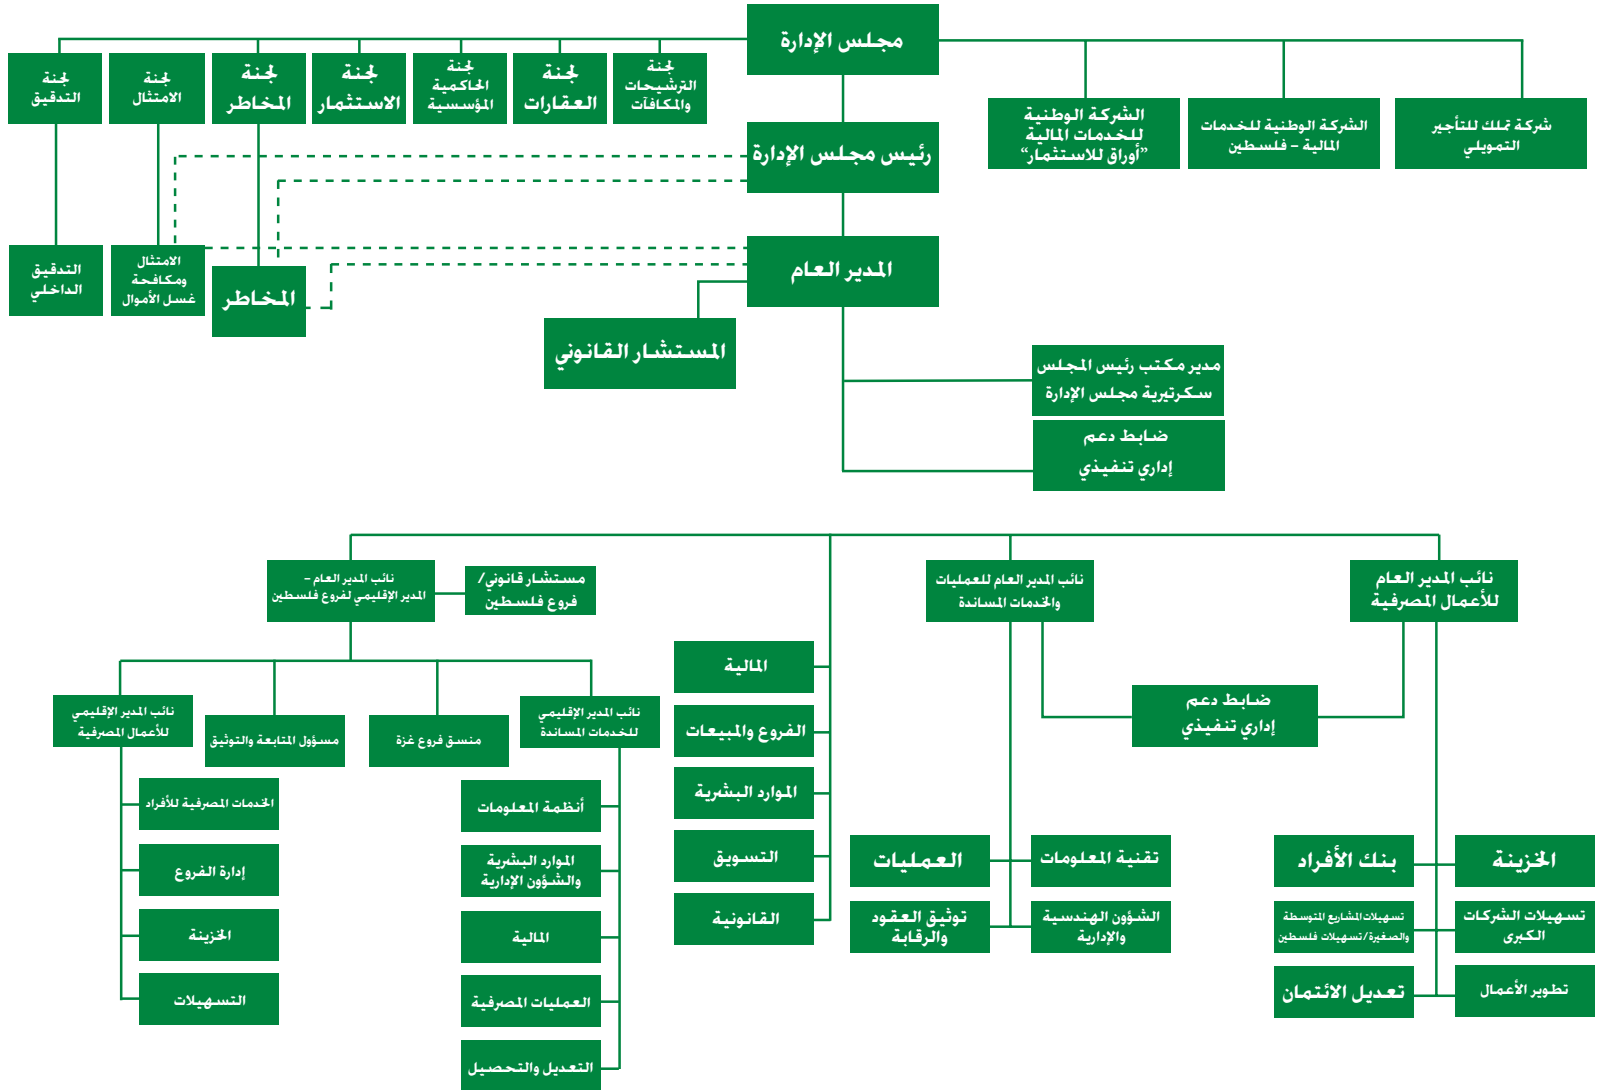 مجلس الإدارة
لجنة
الترشيحات
والمكافآت
لجنة
العقارات
لجنة
الحاكمية
المؤسسية
لجنة
الاستثمار
لجنة
المخاطر
لجنة
الامتثال
لجنة
التدقيق
شركة تملك للتأجير
التمويلي
الشركة الوطنية للخدمات
المالية - فلسطين
الشركة الوطنية
للخدمات المالية
”أوراق للاستثمار“
رئيس مجلس الإدارة
المدير العام
المخاطر
الامتثال
ومكافحة
غسل الأموال
التدقيق
الداخلي
المستشار القانوني
مدير مكتب رئيس المجلس
سكرتيرية مجلس الإدارة
ضابط دعم
إداري تنفيذي
نائب المدير العام
للأعمال المصرفية
نائب المدير العام للعمليات
والخدمات المساندة
مستشار قانوني/
فروع فلسطين
نائب المدير العام -
المدير الإقليمي لفروع فلسطين
ضابط دعم
إداري تنفيذي
الخزينة
بنك الأفراد
تسهيلات الشركات
الكبرى
تسهيلات المشاريع المتوسطة
والصغيرة/تسهيلات فلسطين
تطوير الأعمال
تعديل الائتمان
تقنية المعلومات
العمليات
الشؤون الهندسية
والإدارية
توثيق العقود
والرقابة
المالية
الفروع والمبيعات
الموارد البشرية
التسويق
القانونية
نائب المدير الإقليمي
للخدمات المساندة
منسق فروع غزة
مسؤول المتابعة والتوثيق
نائب المدير الإقليمي
للأعمال المصرفية
أنظمة المعلومات
الموارد البشرية
والشؤون الإدارية
المالية
العمليات المصرفية
التعديل والتحصيل
الخدمات المصرفية للأفراد
إدارة الفروع
الخزينة
التسهيلات